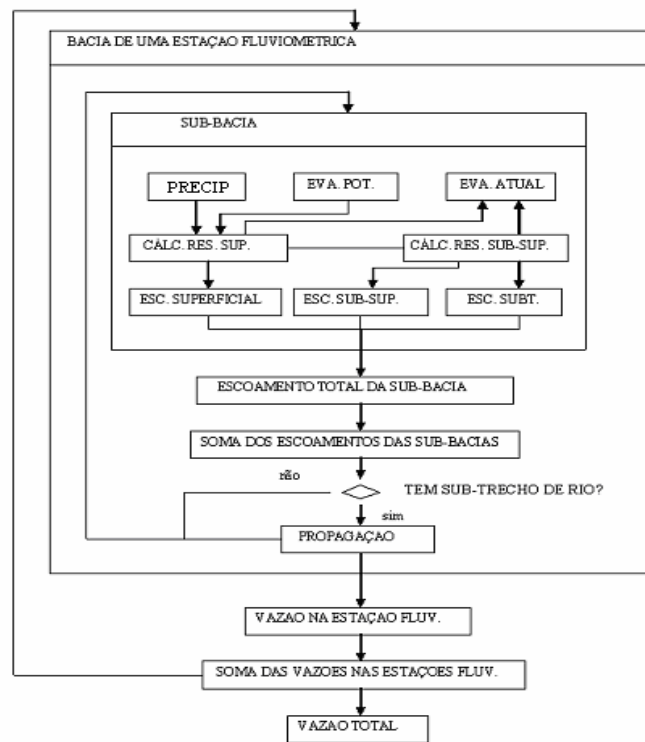 BACIA DE UMA ESTAÇAO FLUVIOMETRICA
SUB-BACIA
PRECIP
EVA. POT.
EVA. ATUAL
CÁLC. RES. SUP.
CÁLC. RES. SUB-SUP.
ESC. SUPERFICIAL
ESC. SUB-SUP.
ESC. SUBT.
ESCOAMENTO TOTAL DA SUB-BACIA
SOMA DOS ESCOAMENTOS DAS SUB-BACIAS
não
TEM SUB-TRECHO DE RIO?
sim
PROPAGAÇAO
VAZAO NA ESTAÇAO FLUV.
SOMA DAS VAZOES NAS ESTAÇOES FLUV.
VAZAO TOTAL